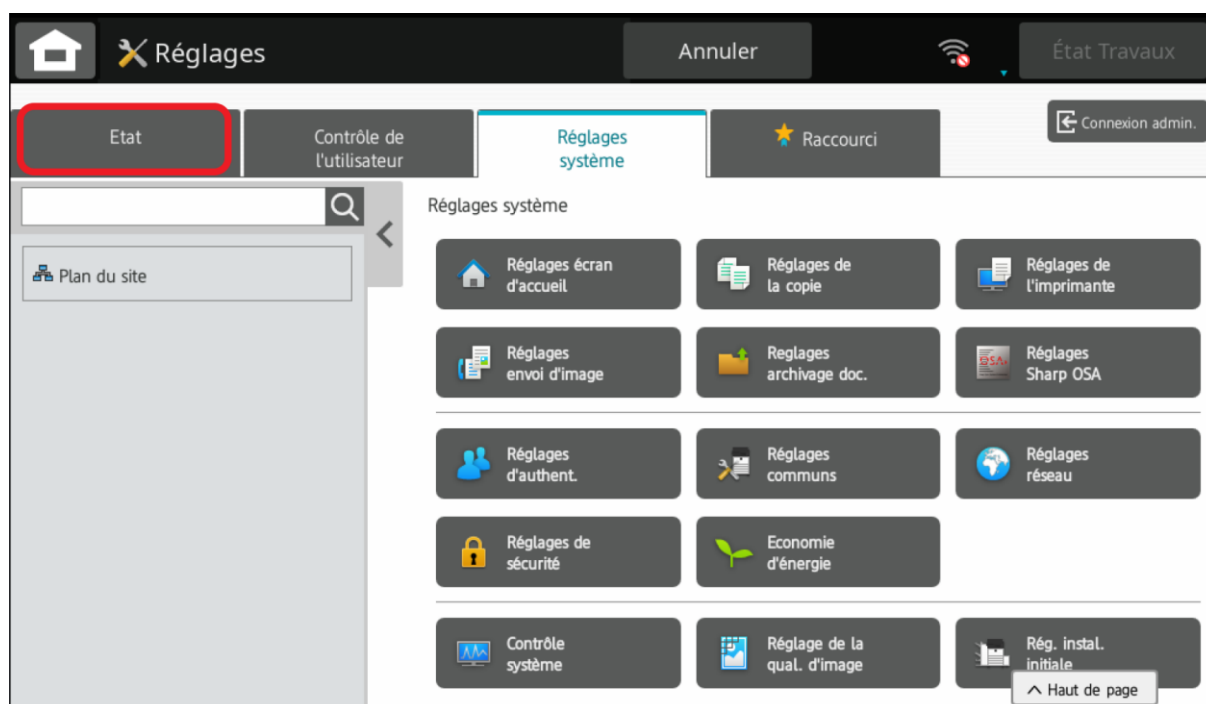 Réglages
Annuler
État Travaux
Etat
Contrôle de
l'utilisateur
Réglages
système
Raccourci
Connexion admin.
Réglages système
Plan du site
Réglages écran
d'accueil
Réglages de
la copie
Réglages de
l'imprimante
Réglages
envoi d'image
Reglages
archivage doc.
OSA
Réglages
Sharp OSA
Réglages
d'authent.
Réglages
communs
Réglages
réseau
Réglages de
sécurité
Economie
d'énergie
Contrôle
système
Réglage de la
qual. d'image
Rég. instal.
initiale
Haut de page